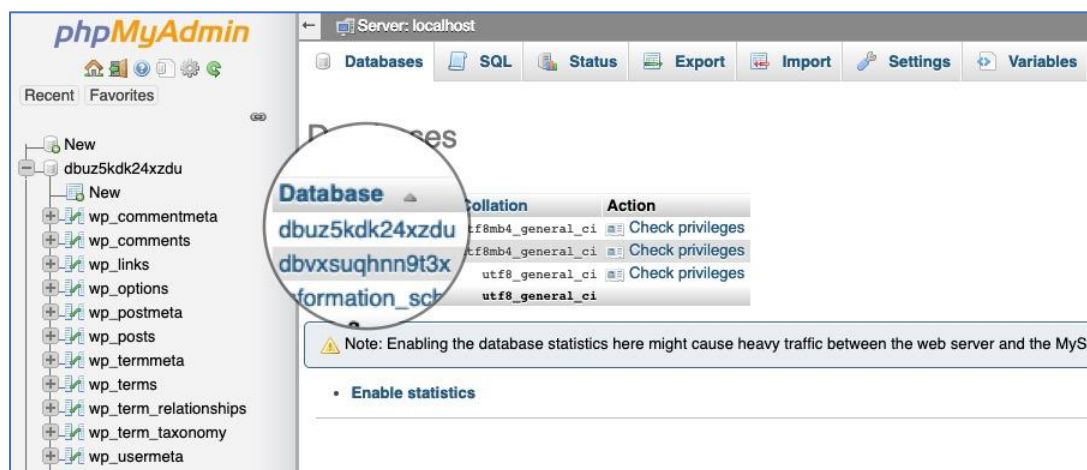 phpMyAdmin
Recent Favorites
New
dbuz5kdk24xzdu
New
wp_commentmeta
wp_comments
wp_links
wp_options
wp_postmeta
wp_posts
wp_termmeta
wp_terms
wp_term_relationships
wp_term_taxonomy
wp_usermeta
Server: localhost
Databases SQL Status Export Import Settings Variables
Database Collation Action
dbuz5kdk24xzdu utf8mb4_general_ci Check privileges
dbvxsuqhnn9t3x utf8mb4_general_ci Check privileges
utf8_general_ci Check privileges
utf8_general_ci
Note: Enabling the database statistics here might cause heavy traffic between the web server and the MyS
• Enable statistics